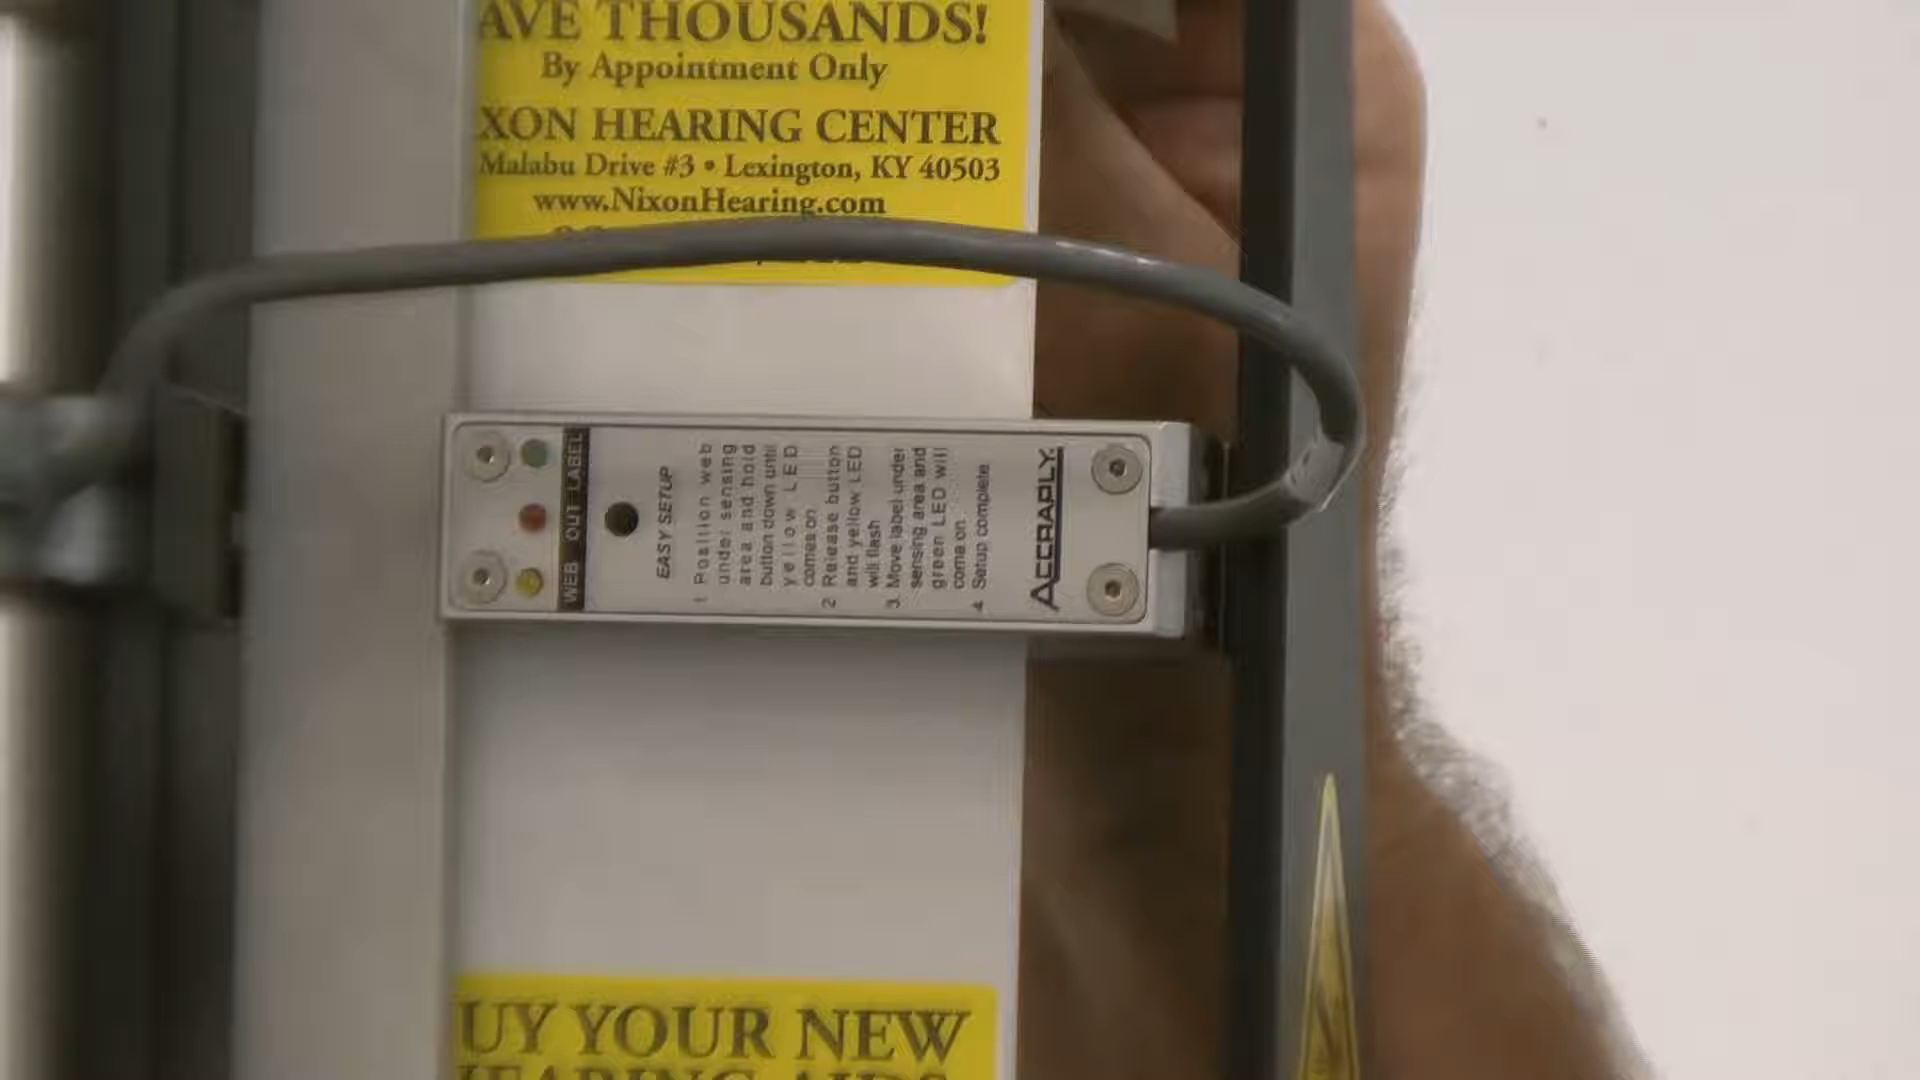 AVE THOUSANDS!
By Appointment Only
XON HEARING CENTER
Malabu Drive #3 • Lexington, KY 40503
www.NixonHearing.com
WEB OUT LABEL
EASY SETUP
1 Position web
under sensing
area and hold
button down until
yellow LED
comes on
2 Release button
and yellow LED
will flash
3. Move label under
sensing area and
green LED will
come on
4 Setup complete
ACCRAPLY.
UY YOUR NEW
HEARING AIDS